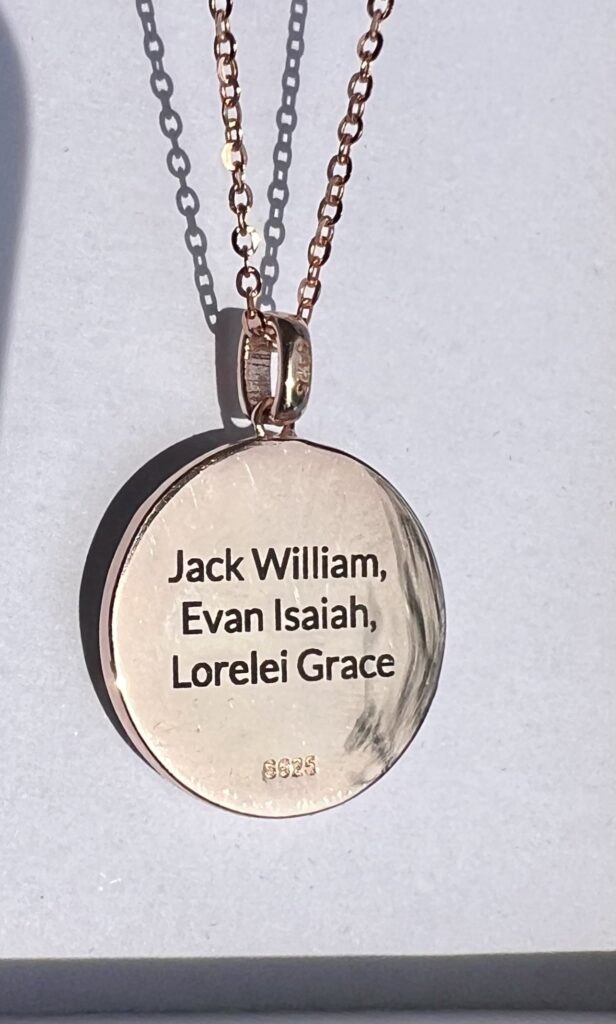 Jack William,
Evan Isaiah,
Lorelei Grace
S925